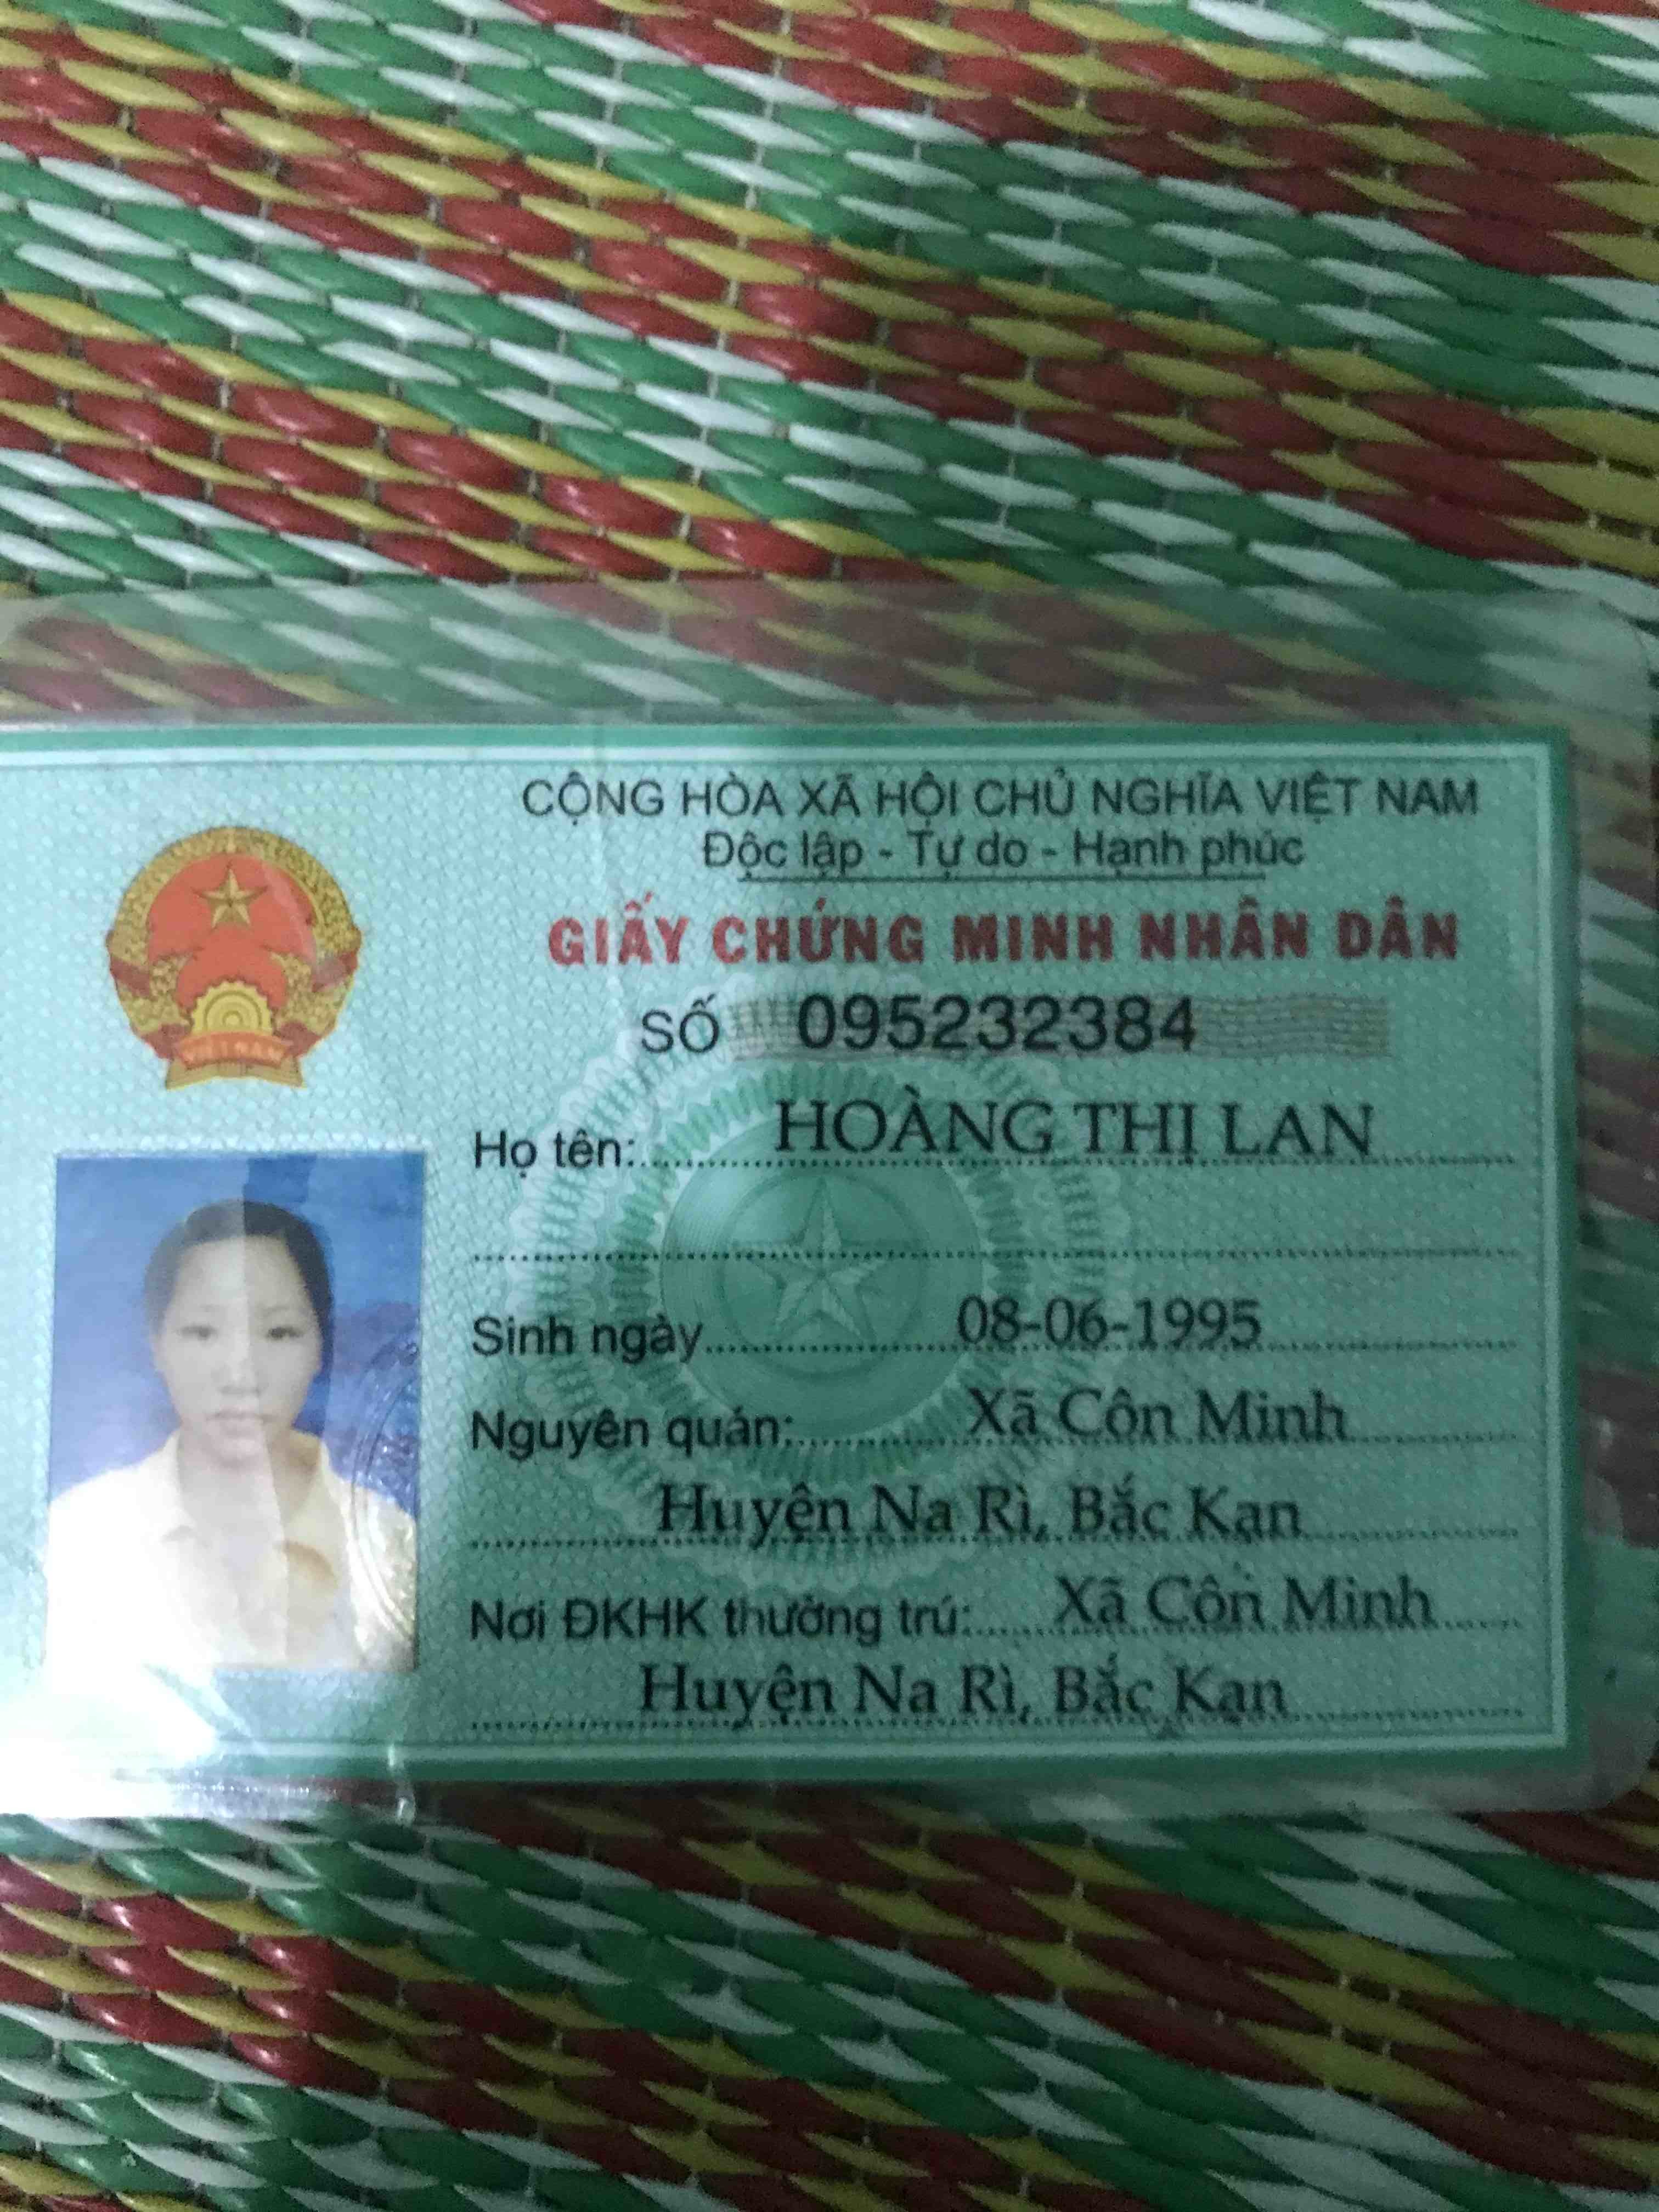 CỘNG HÒA XÃ HỘI CHỦ NGHĨA VIỆT NAM
Độc lập - Tự do - Hạnh phúc
GIẤY CHỨNG MINH NHÂN DÂN
SỐ 095232384
VIỆT NAM
Họ tên: HOÀNG THỊ LAN
Sinh ngày 08-06-1995
Nguyên quán: Xã Côn Minh
Huyện Na Rì, Bắc Kạn
Nơi ĐKHK thường trú: Xã Côn Minh
Huyện Na Rì, Bắc Kạn